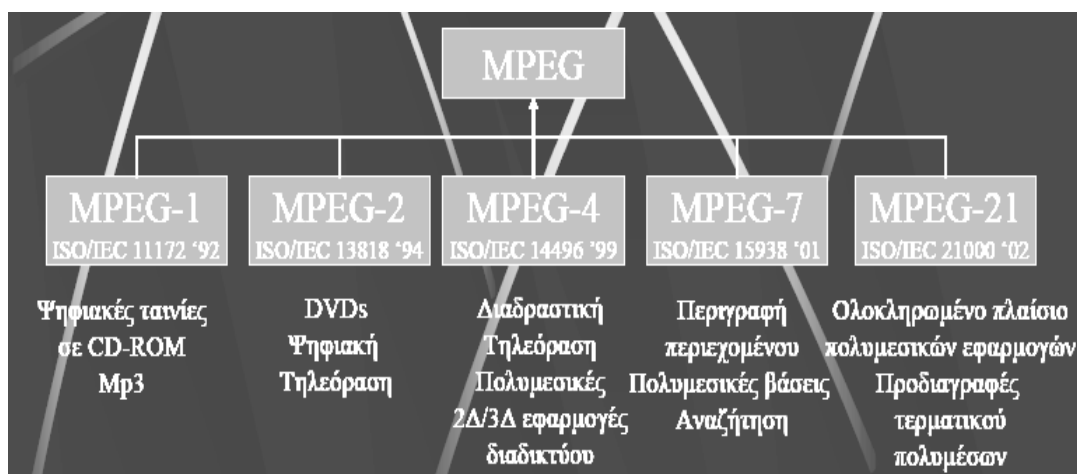 MPEG
MPEG-1
ISO/IEC 11172 ‘92
MPEG-2
ISO/IEC 13818 ‘94
MPEG-4
ISO/IEC 14496 ‘99
MPEG-7
ISO/IEC 15938 ‘01
MPEG-21
ISO/IEC 21000 ‘02
Ψηφιακές ταινίες
σε CD-ROM
Mp3
DVDs
Ψηφιακή
Τηλεόραση
Διαδραστική
Τηλεόραση
Πολυμεσικές
2Δ/3Δ εφαρμογές
διαδικτύου
Περιγραφή
περιεχομένου
Πολυμεσικές βάσεις
Αναζήτηση
Ολοκληρωμένο πλαίσιο
πολυμεσικών εφαρμογών
Προδιαγραφές
τερματικού
πολυμέσων